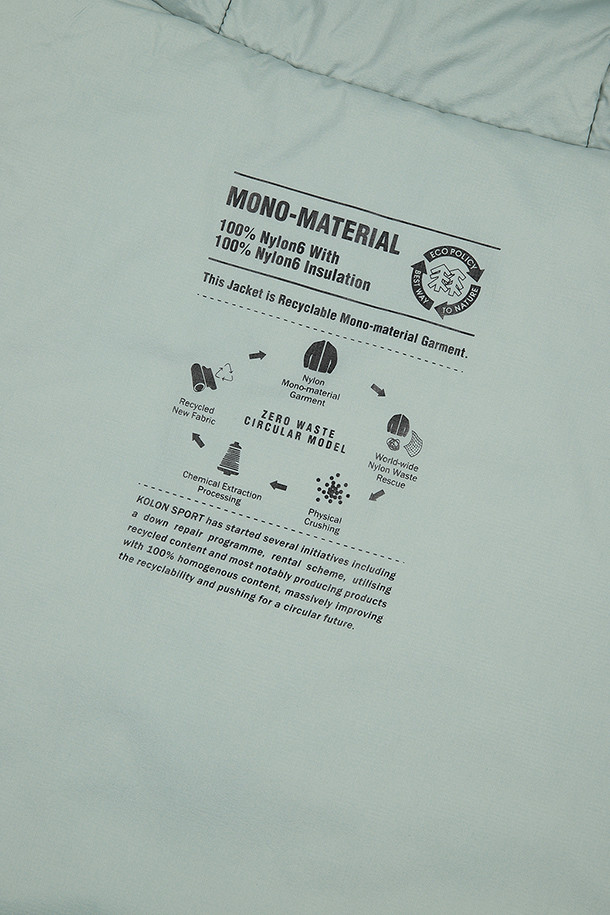 MONO-MATERIAL
100% Nylon6 With
100% Nylon6 Insulation
ECO POLICY
BEST WAY
TO NATURE
This Jacket is Recyclable Mono-material Garment.
Nylon
Mono-material
Garment
Recycled
New Fabric
ZERO WASTE
CIRCULAR MODEL
World-wide
Nylon Waste
Rescue
Chemical Extraction
Processing
Physical
Crushing
KOLON SPORT has started several initiatives including
a down repair programme, rental scheme, utilising
recycled content and most notably producing products
with 100% homogenous content, massively improving
the recyclability and pushing for a circular future.